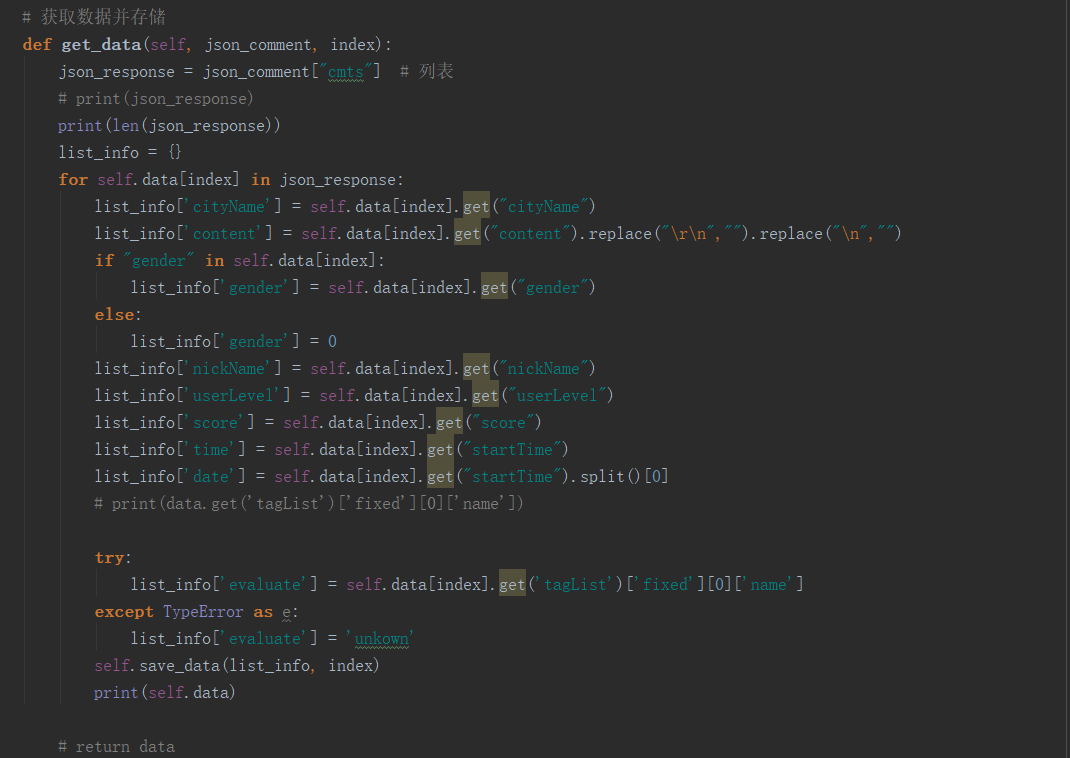 # 获取数据并存储
def get_data(self, json_comment, index):
json_response = json_comment["cmts"]  # 列表
# print(json_response)
print(len(json_response))
list_info = {}
for self.data[index] in json_response:
list_info['cityName'] = self.data[index].get("cityName")
list_info['content'] = self.data[index].get("content").replace("\r\n","").replace("\n","")
if "gender" in self.data[index]:
list_info['gender'] = self.data[index].get("gender")
else:
list_info['gender'] = 0
list_info['nickName'] = self.data[index].get("nickName")
list_info['userLevel'] = self.data[index].get("userLevel")
list_info['score'] = self.data[index].get("score")
list_info['time'] = self.data[index].get("startTime")
list_info['date'] = self.data[index].get("startTime").split()[0]
# print(data.get('tagList')['fixed'][0]['name'])
try:
list_info['evaluate'] = self.data[index].get('tagList')['fixed'][0]['name']
except TypeError as e:
list_info['evaluate'] = 'unkown'
self.save_data(list_info, index)
print(self.data)
# return data